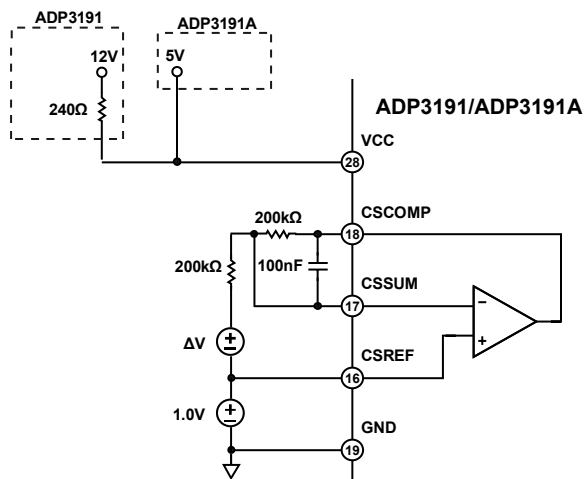 ADP3191
ADP3191A
12V
5V
240Ω
ADP3191/ADP3191A
VCC
28
CSCOMP
200kΩ
18
200kΩ
100nF
CSSUM
17
−
ΔV
+
−
CSREF
+
16
1.0V
+
−
GND
19